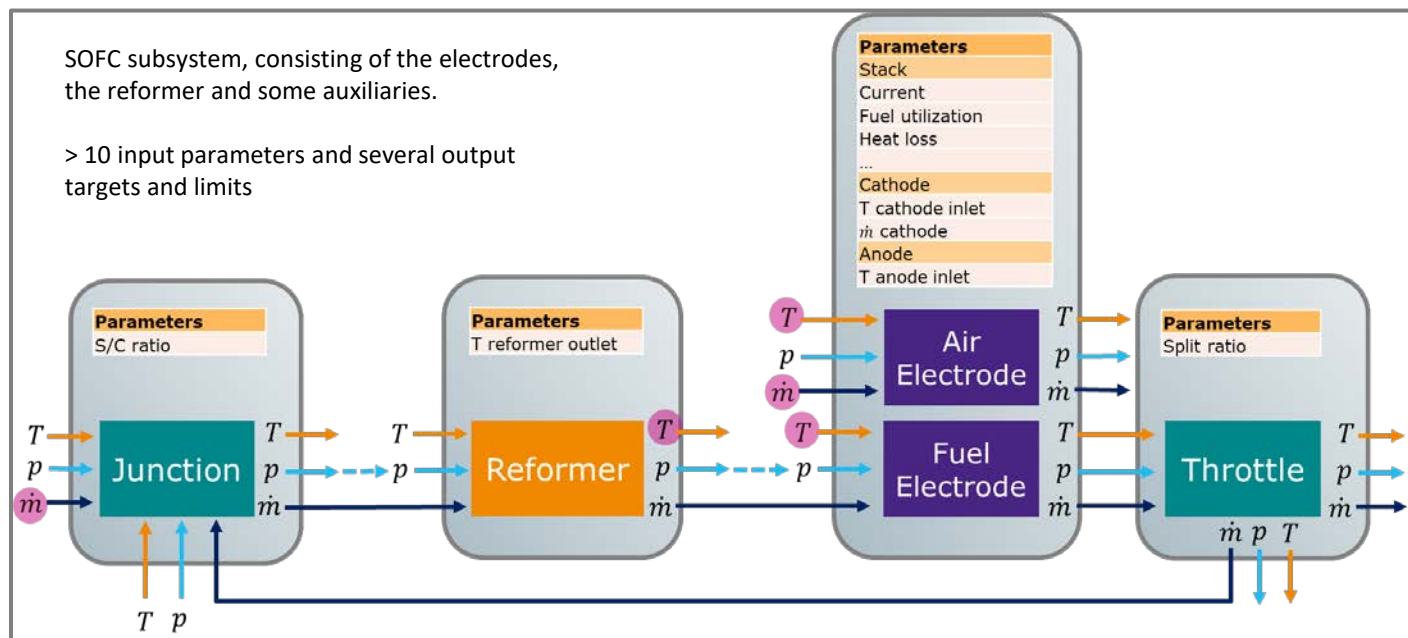 SOFC subsystem, consisting of the electrodes,
the reformer and some auxiliaries.
> 10 input parameters and several output
targets and limits
Parameters
S/C ratio
T
p
ṁ
Junction
T
p
ṁ
T
p
Parameters
T reformer outlet
T
p
Reformer
T
p
ṁ
Parameters
Stack
Current
Fuel utilization
Heat loss
...
Cathode
T cathode inlet
ṁ cathode
Anode
T anode inlet
T
p
ṁ
Air
Electrode
T
p
ṁ
T
p
Fuel
Electrode
T
p
ṁ
Parameters
Split ratio
Throttle
T
p
ṁ
ṁ p T